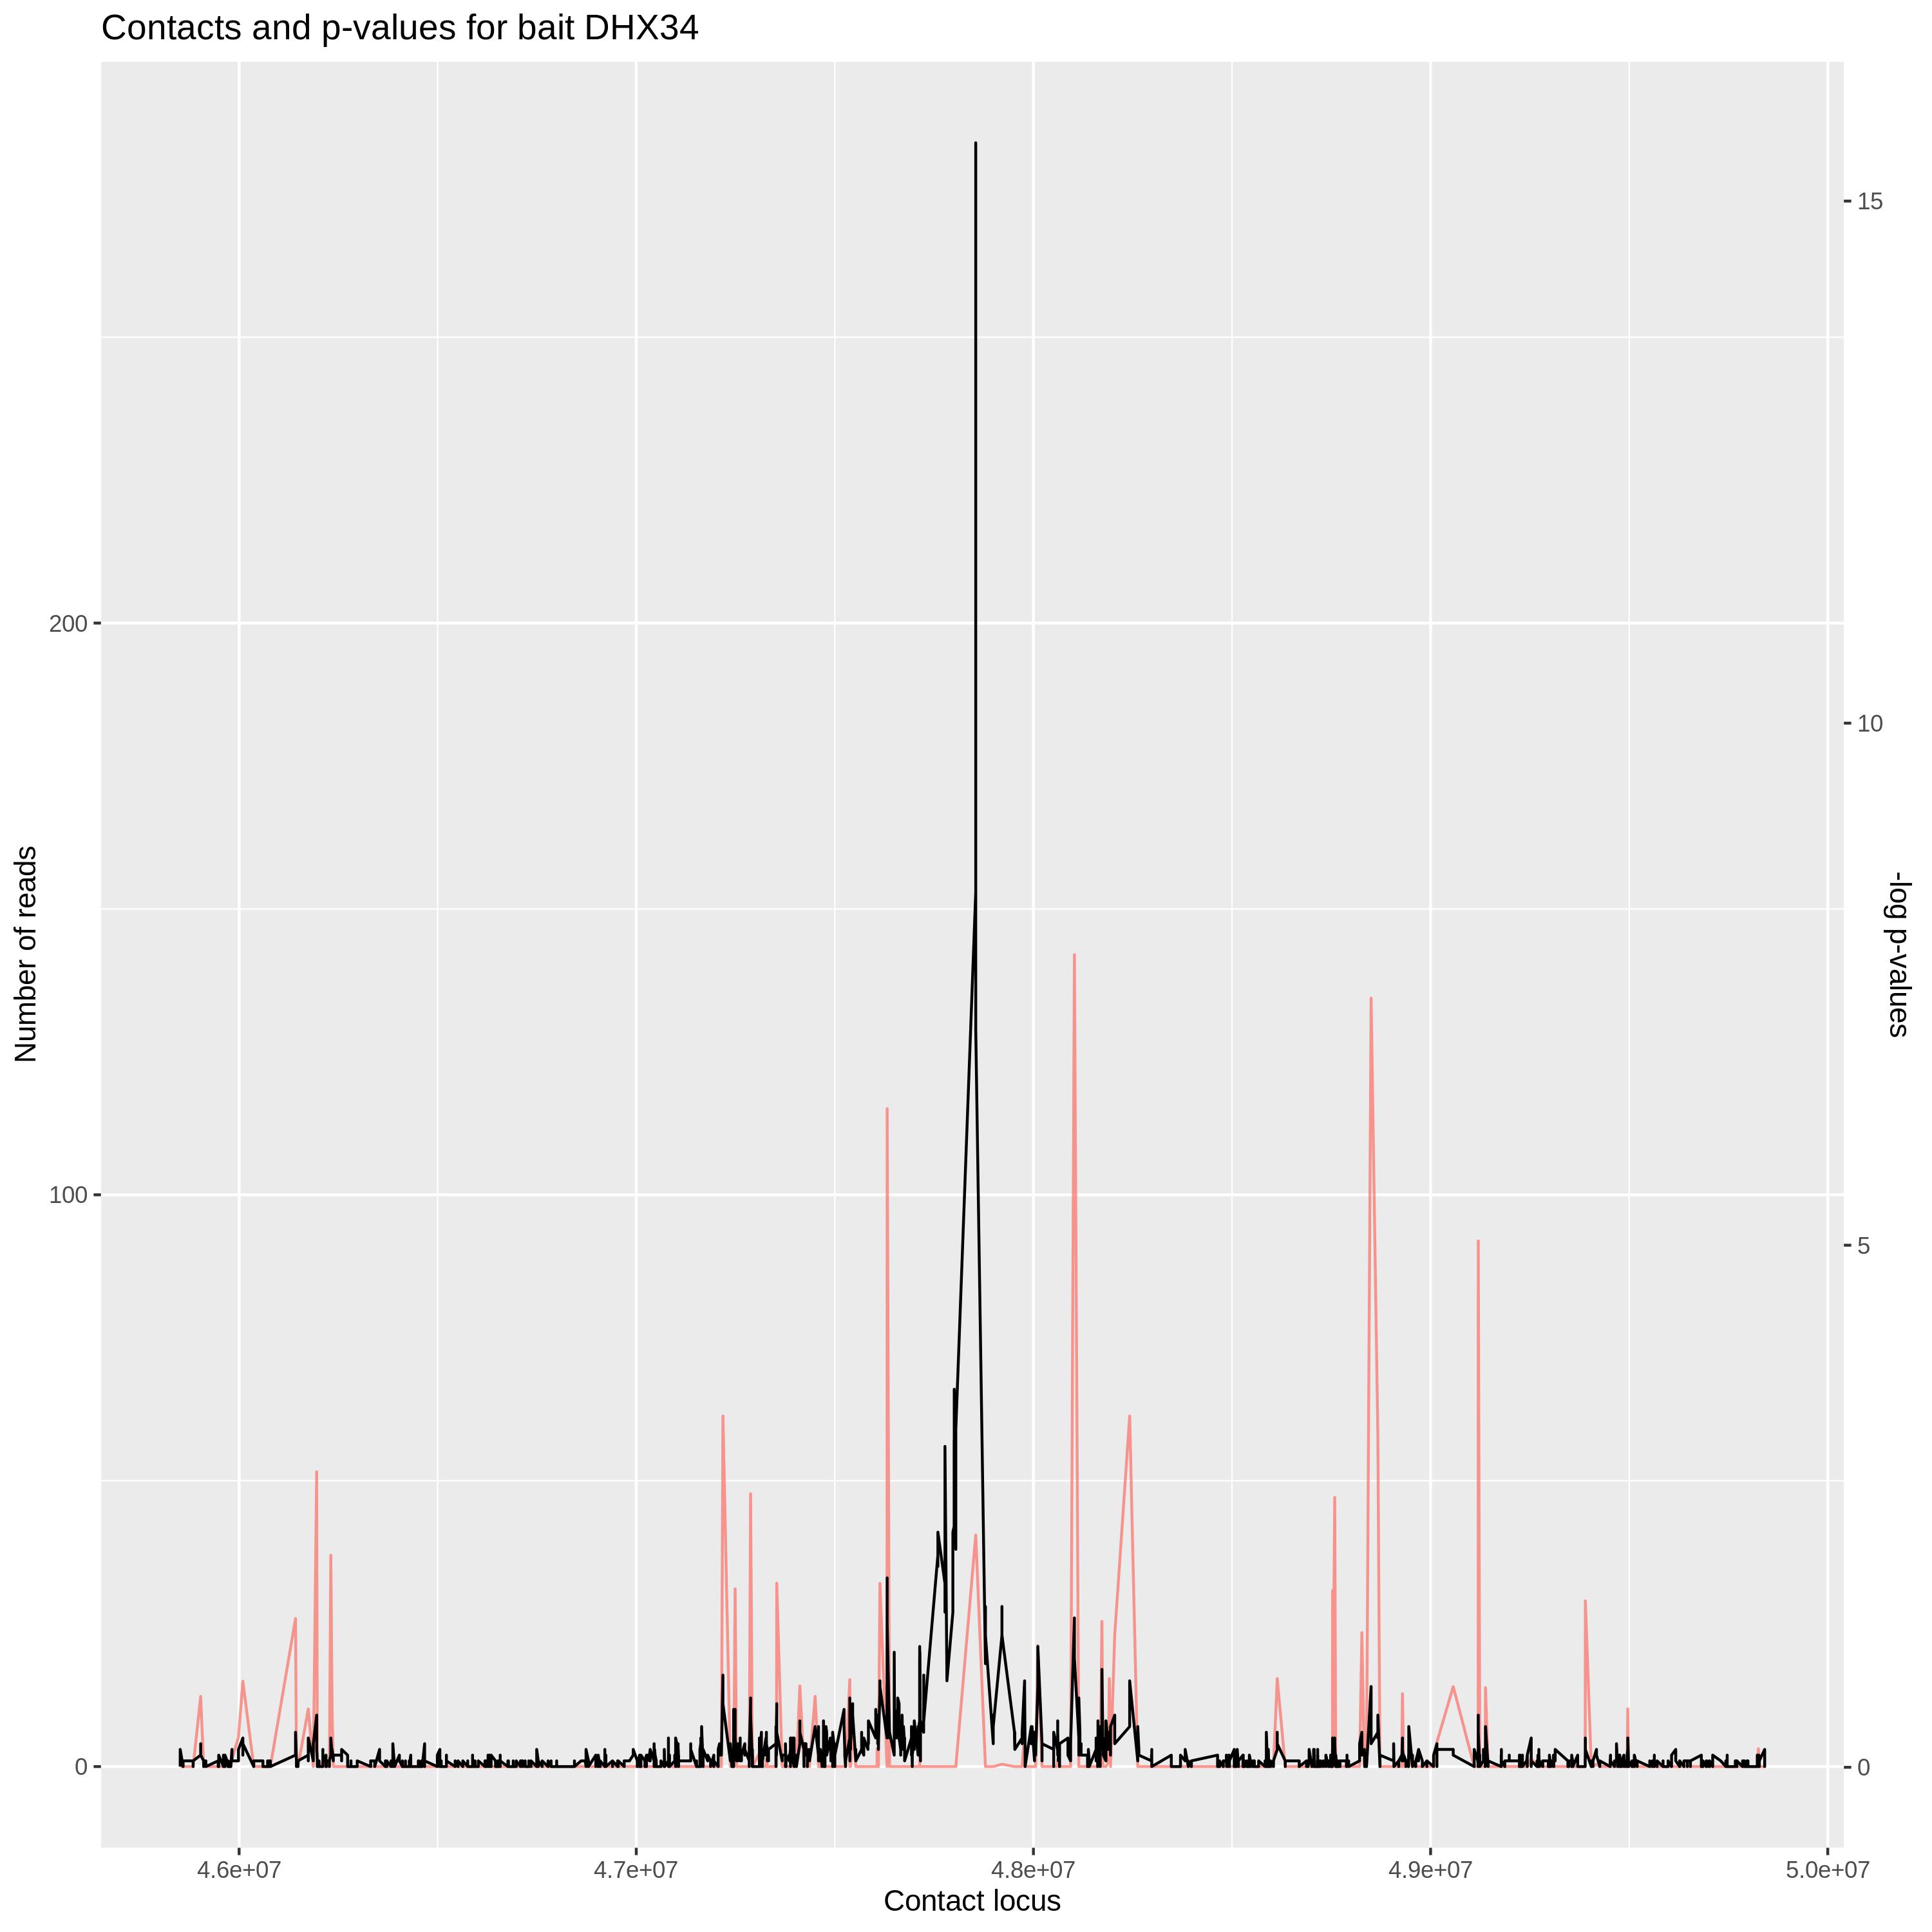 Contacts and p-values for bait DHX34
Number of reads
200
100
0
15
10
5
0
-log p-values
4.6e+07
4.7e+07
4.8e+07
4.9e+07
5.0e+07
Contact locus